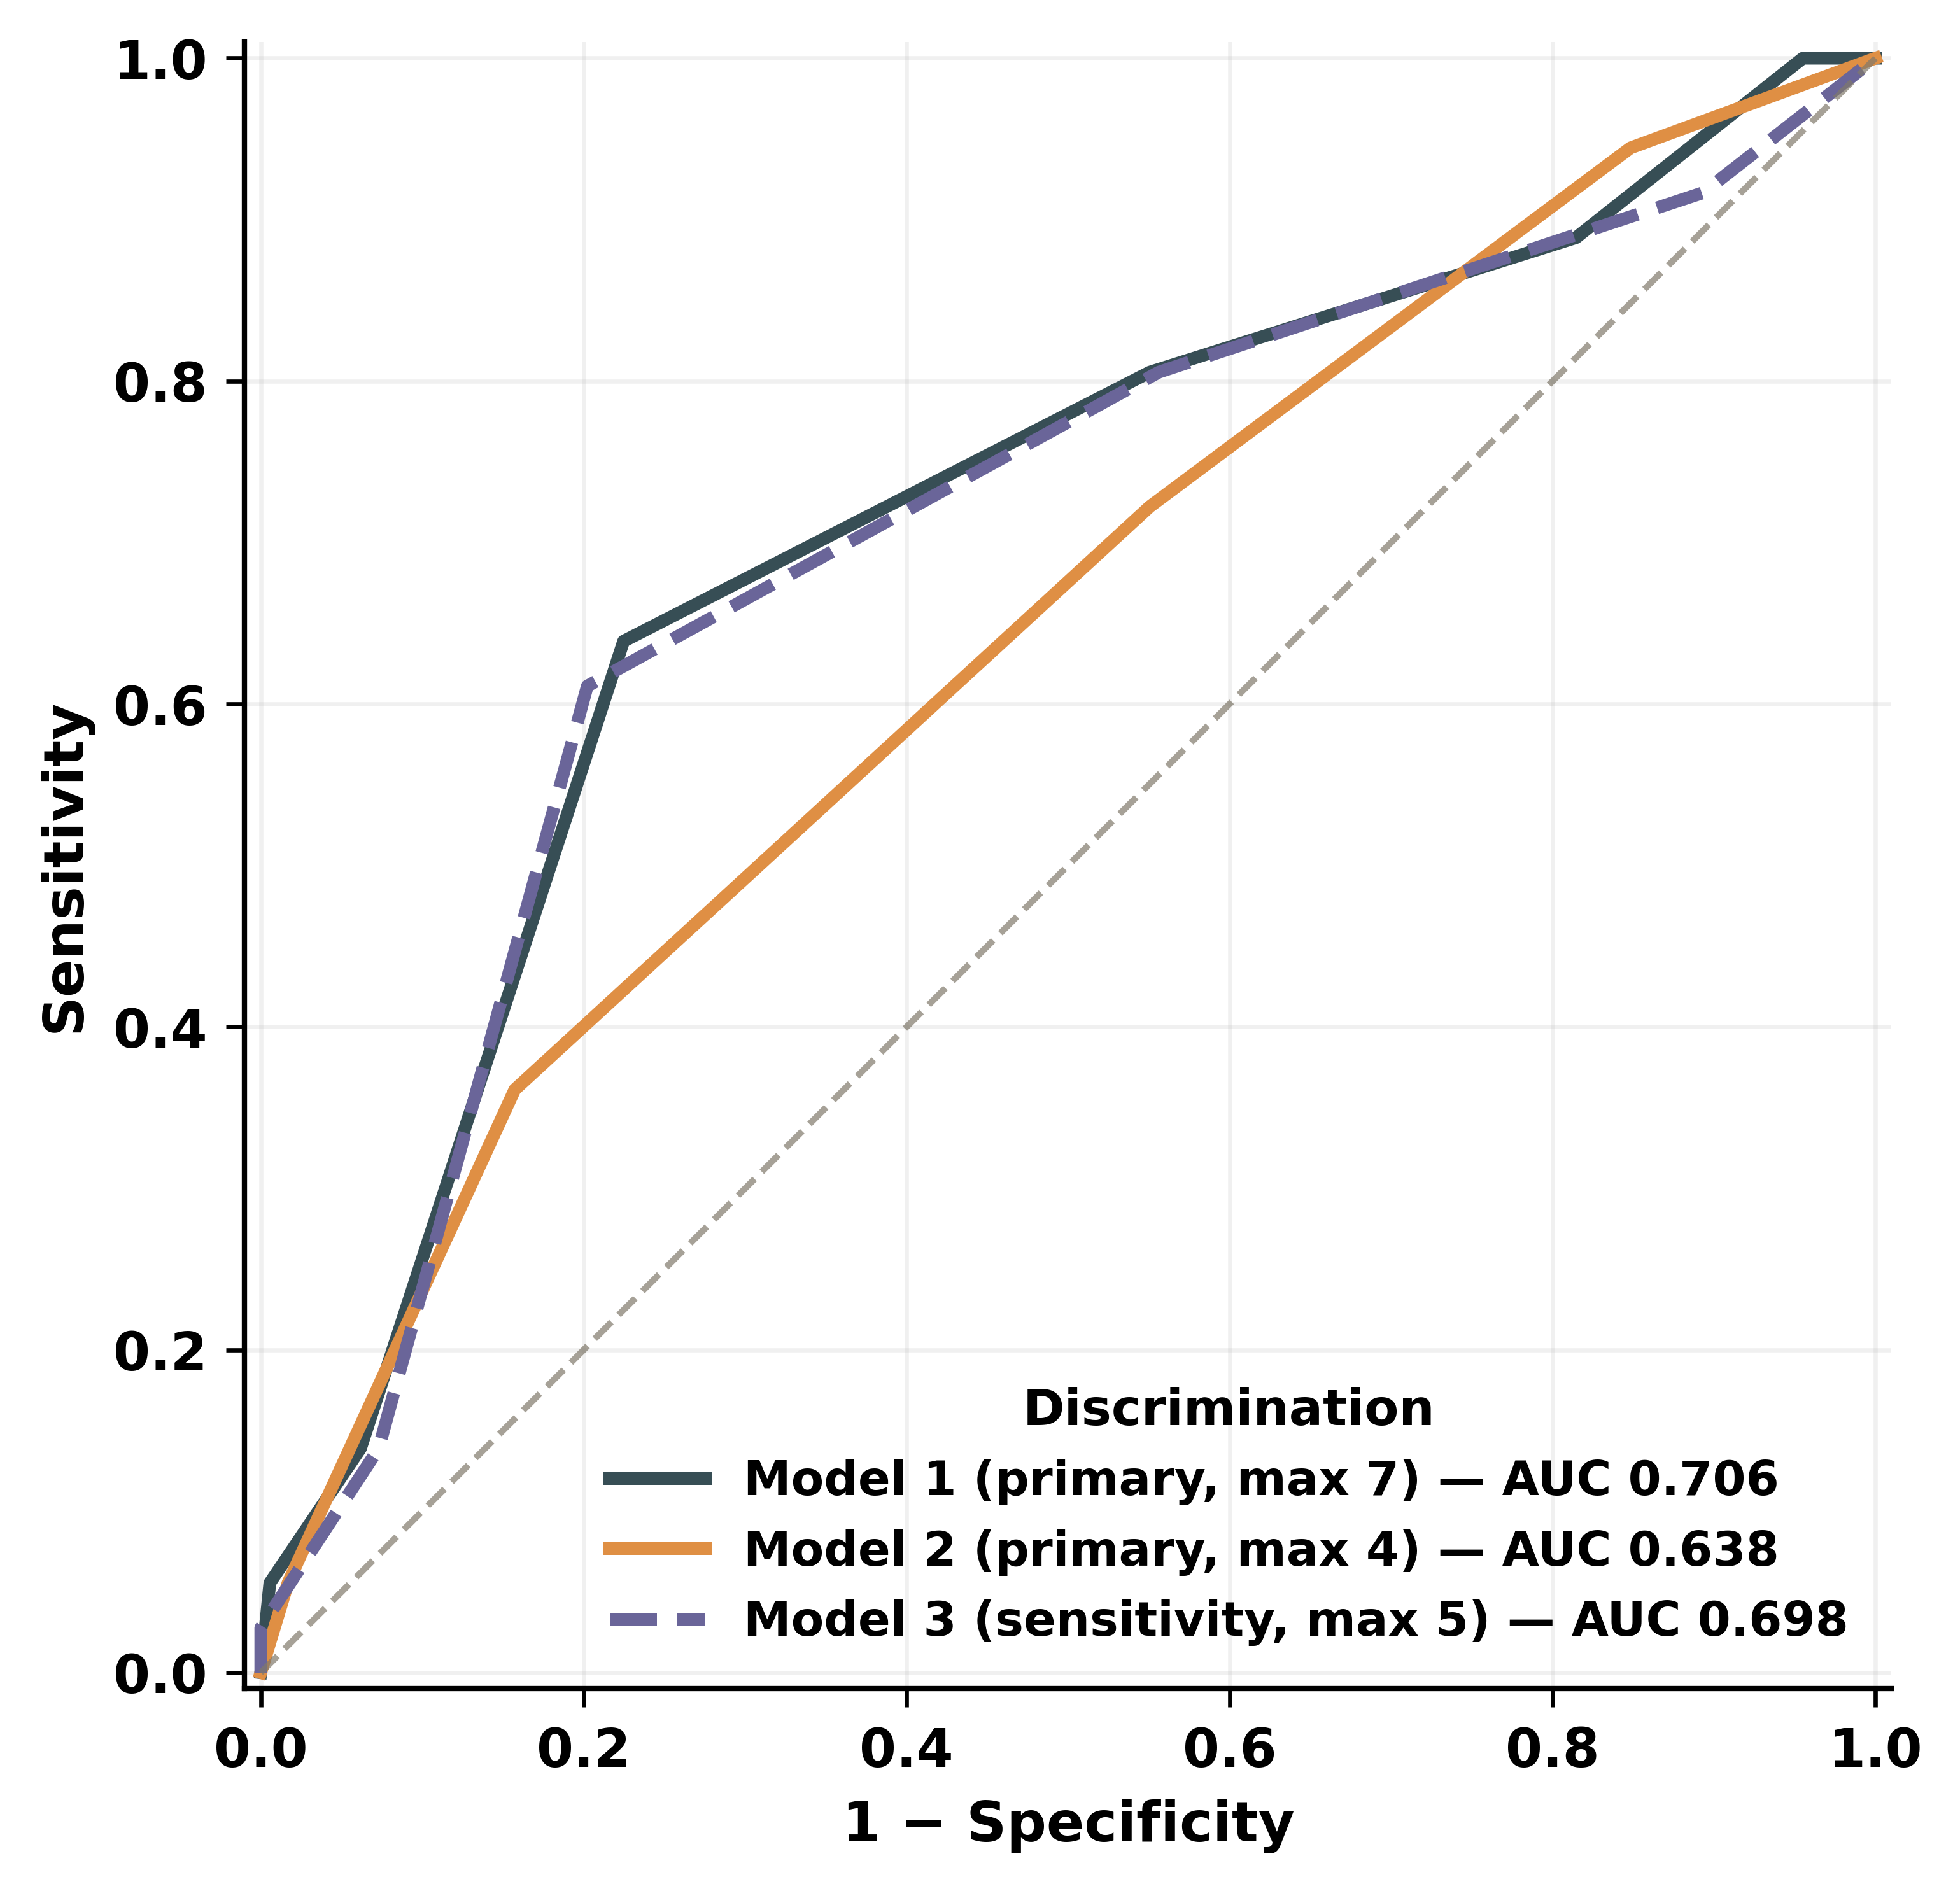 1.0
0.8
0.6
0.4
0.2
0.0
Sensitivity
Discrimination
Model 1 (primary, max 7) — AUC 0.706
Model 2 (primary, max 4) — AUC 0.638
Model 3 (sensitivity, max 5) — AUC 0.698
0.0 0.2 0.4 0.6 0.8 1.0
1 − Specificity